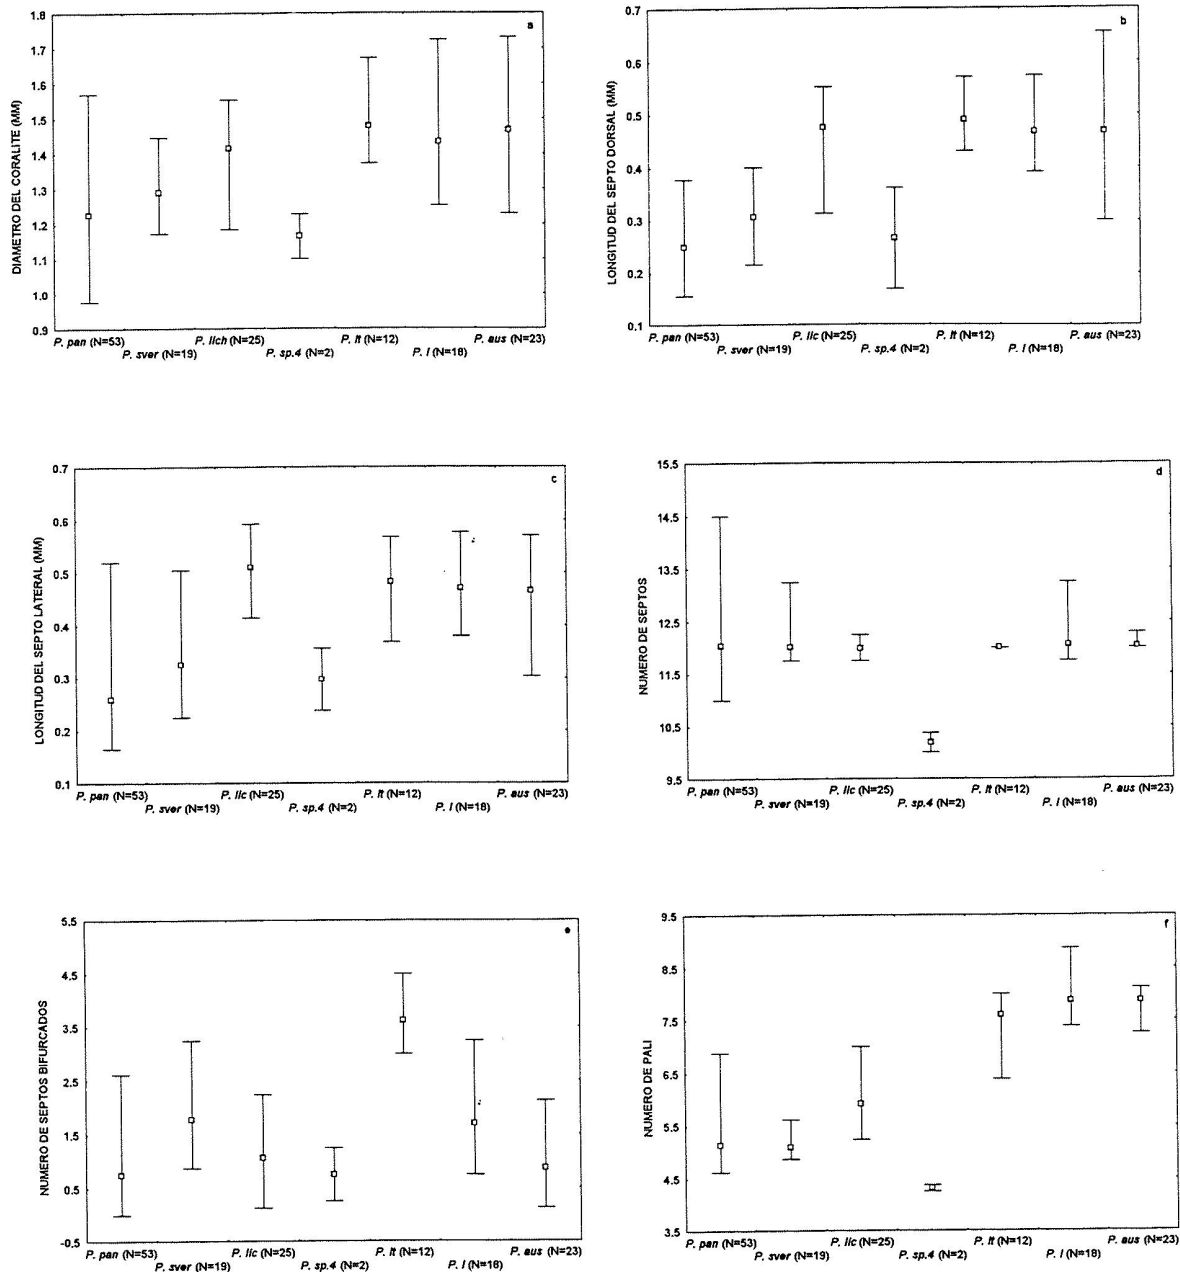 a
DIAMETRO DEL CORALITE (MM)
1.8
1.7
1.6
1.5
1.4
1.3
1.2
1.1
1.0
0.9
P. pan (N=53) P. lich (N=25) P. lt (N=12) P. aus (N=23)
P. sver (N=19) P. sp.4 (N=2) P. l (N=18)
b
LONGITUD DEL SEPTO DORSAL (MM)
0.7
0.6
0.5
0.4
0.3
0.2
0.1
P. pan (N=53) P. lic (N=25) P. lt (N=12) P. aus (N=23)
P. sver (N=19) P. sp.4 (N=2) P. l (N=18)
c
LONGITUD DEL SEPTO LATERAL (MM)
0.7
0.6
0.5
0.4
0.3
0.2
0.1
P. pan (N=53) P. lic (N=25) P. lt (N=12) P. aus (N=23)
P. sver (N=19) P. sp.4 (N=2) P. l (N=18)
d
NUMERO DE SEPTOS
15.5
14.5
13.5
12.5
11.5
10.5
9.5
P. pan (N=53) P. lic (N=25) P. lt (N=12) P. aus (N=23)
P. sver (N=19) P. sp.4 (N=2) P. l (N=18)
e
NUMERO DE SEPTOS BIFURCADOS
5.5
4.5
3.5
2.5
1.5
0.5
-0.5
P. pan (N=53) P. lic (N=25) P. lt (N=12) P. aus (N=23)
P. sver (N=19) P. sp.4 (N=2) P. l (N=18)
f
NUMERO DE PALI
9.5
8.5
7.5
6.5
5.5
4.5
3.5
P. pan (N=53) P. lic (N=25) P. lt (N=12) P. aus (N=23)
P. sver (N=19) P. sp.4 (N=2) P. l (N=18)